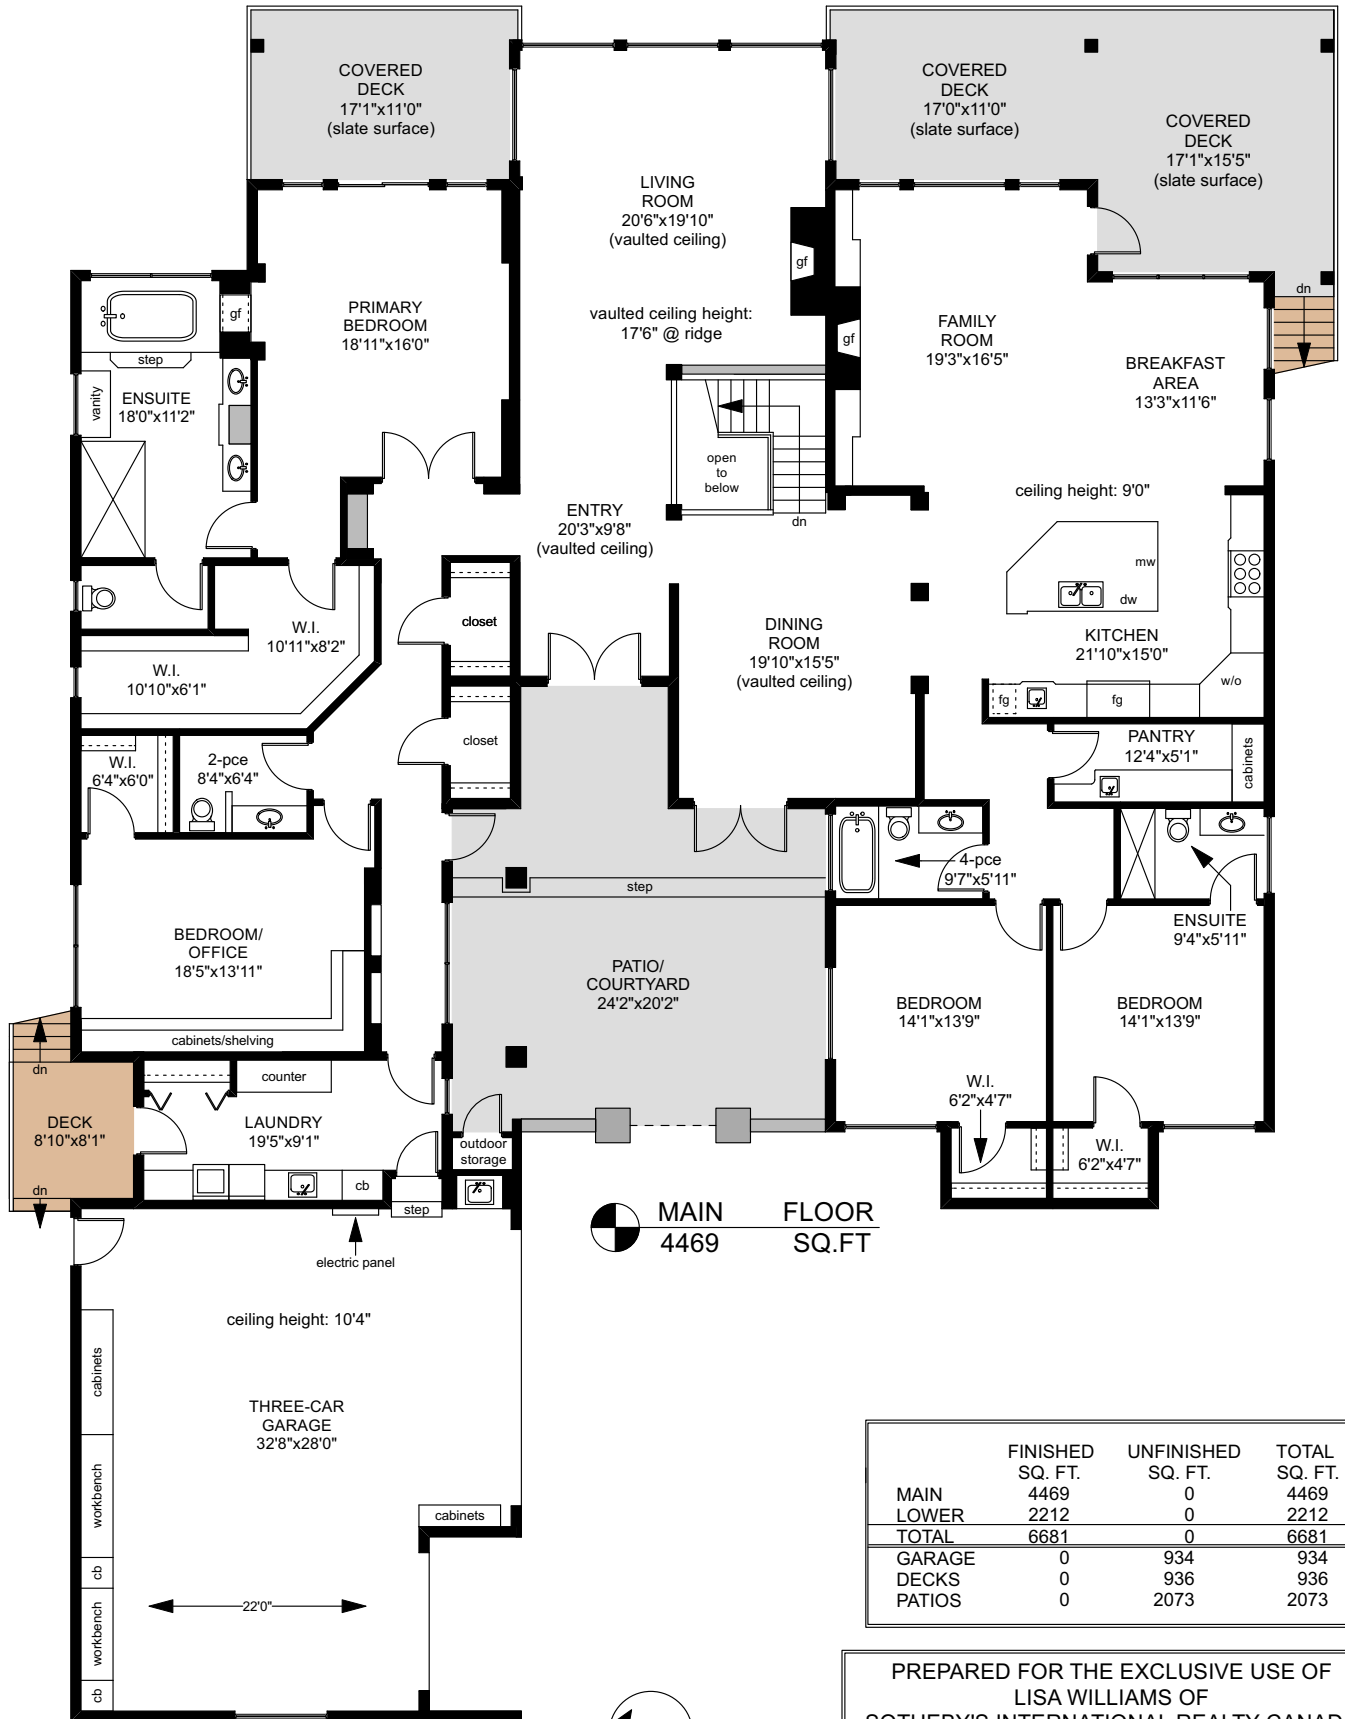 COVERED
DECK
17'1"x11'0"
(slate surface)
COVERED
DECK
17'0"x11'0"
(slate surface)
COVERED
DECK
17'1"x15'5"
(slate surface)
LIVING
ROOM
20'6"x19'10"
(vaulted ceiling)
gf
vaulted ceiling height:
17'6" @ ridge
gf
PRIMARY
BEDROOM
18'11"x16'0"
gf
step
vanity
ENSUITE
18'0"x11'2"
FAMILY
ROOM
19'3"x16'5"
dn
BREAKFAST
AREA
13'3"x11'6"
open
to
below
dn
ceiling height: 9'0"
ENTRY
20'3"x9'8"
(vaulted ceiling)
mw
dw
KITCHEN
21'10"x15'0"
w/o
fg
fg
closet
W.I.
10'11"x8'2"
W.I.
10'10"x6'1"
DINING
ROOM
19'10"x15'5"
(vaulted ceiling)
closet
PANTRY
12'4"x5'1"
cabinets
W.I.
6'4"x6'0"
2-pce
8'4"x6'4"
4-pce
9'7"x5'11"
step
ENSUITE
9'4"x5'11"
BEDROOM/
OFFICE
18'5"x13'11"
PATIO/
COURTYARD
24'2"x20'2"
BEDROOM
14'1"x13'9"
BEDROOM
14'1"x13'9"
cabinets/shelving
dn
counter
DECK
8'10"x8'1"
LAUNDRY
19'5"x9'1"
W.I.
6'2"x4'7"
W.I.
6'2"x4'7"
outdoor
storage
cb
dn
step
MAIN FLOOR
4469 SQ.FT
electric panel
ceiling height: 10'4"
cabinets
THREE-CAR
GARAGE
32'8"x28'0"
workbench
cabinets
cb
22'0"
workbench
cb
FINISHED UNFINISHED TOTAL
SQ. FT. SQ. FT. SQ. FT.
MAIN 4469 0 4469
LOWER 2212 0 2212
TOTAL 6681 0 6681
GARAGE 0 934 934
DECKS 0 936 936
PATIOS 0 2073 2073
PREPARED FOR THE EXCLUSIVE USE OF
LISA WILLIAMS OF
SOTHEBY'S INTERNATIONAL REALTY